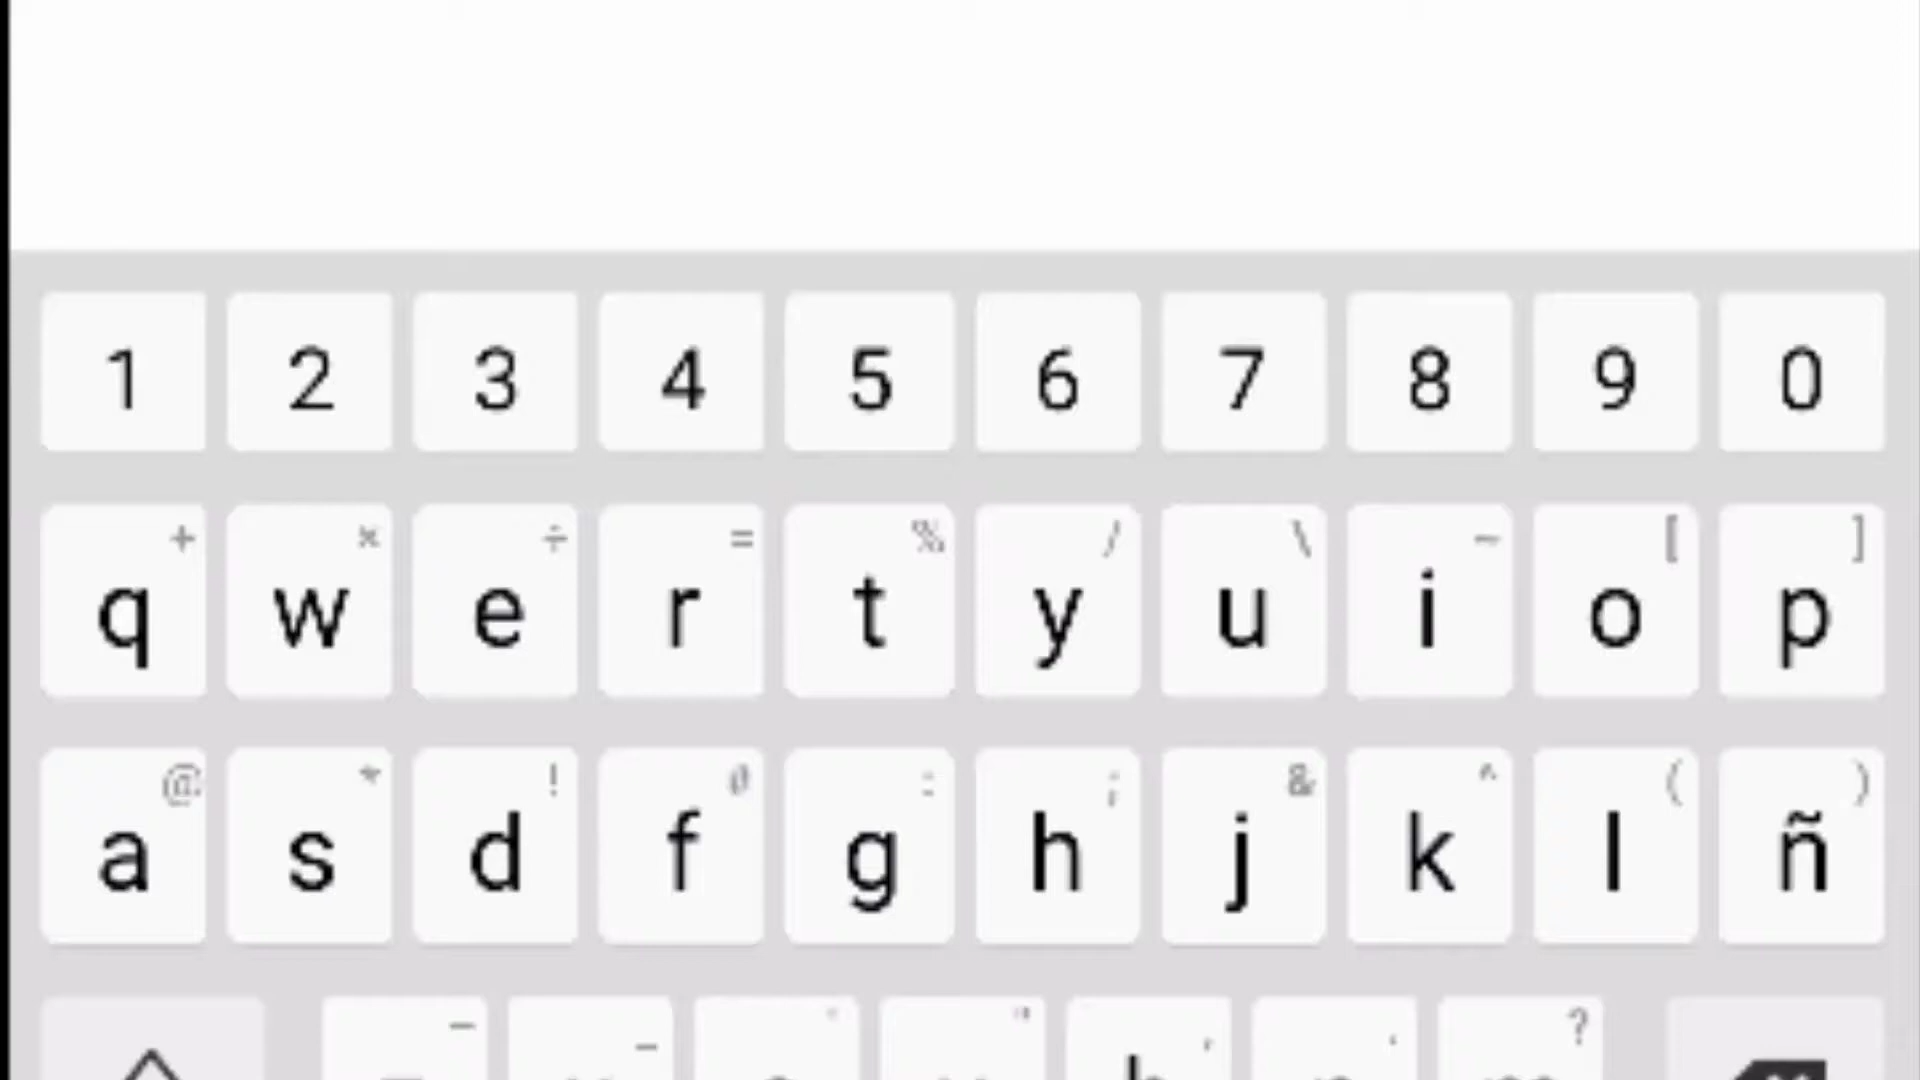 1 2 3 4 5 6 7 8 9 0
+ × ÷ = % / \ ~ [ ]
q w e r t y u i o p
@ * ! : ; & ^ ( )
a s d f g h j k l ñ
- _ ?